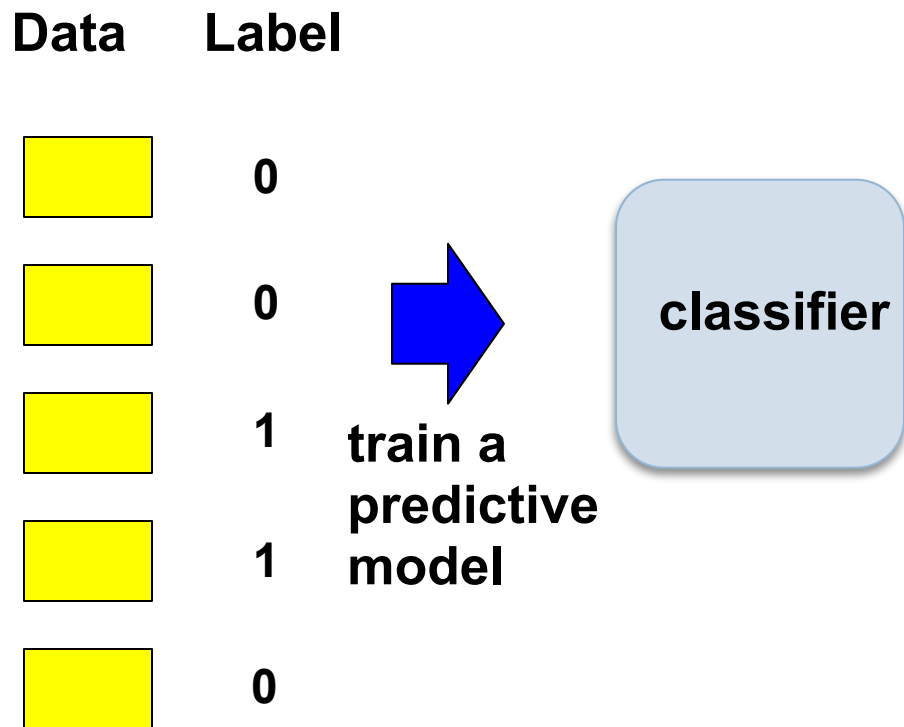 Data Label
0
0
classifier
1
train a
predictive
1
model
0